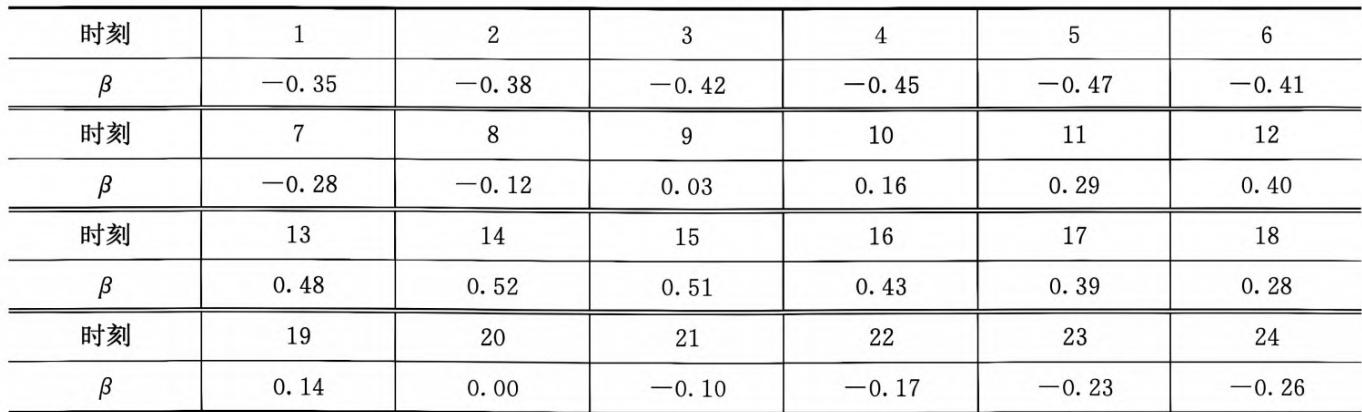 时刻 1 2 3 4 5 6
β −0.35 −0.38 −0.42 −0.45 −0.47 −0.41
时刻 7 8 9 10 11 12
β −0.28 −0.12 0.03 0.16 0.29 0.40
时刻 13 14 15 16 17 18
β 0.48 0.52 0.51 0.43 0.39 0.28
时刻 19 20 21 22 23 24
β 0.14 0.00 −0.10 −0.17 −0.23 −0.26